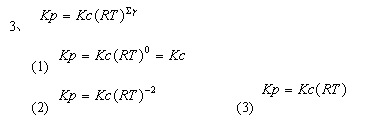 3、 Kp = Kc(RT)^Σγ
(1) Kp = Kc(RT)^0 = Kc
(2) Kp = Kc(RT)^-2 (3) Kp = Kc(RT)